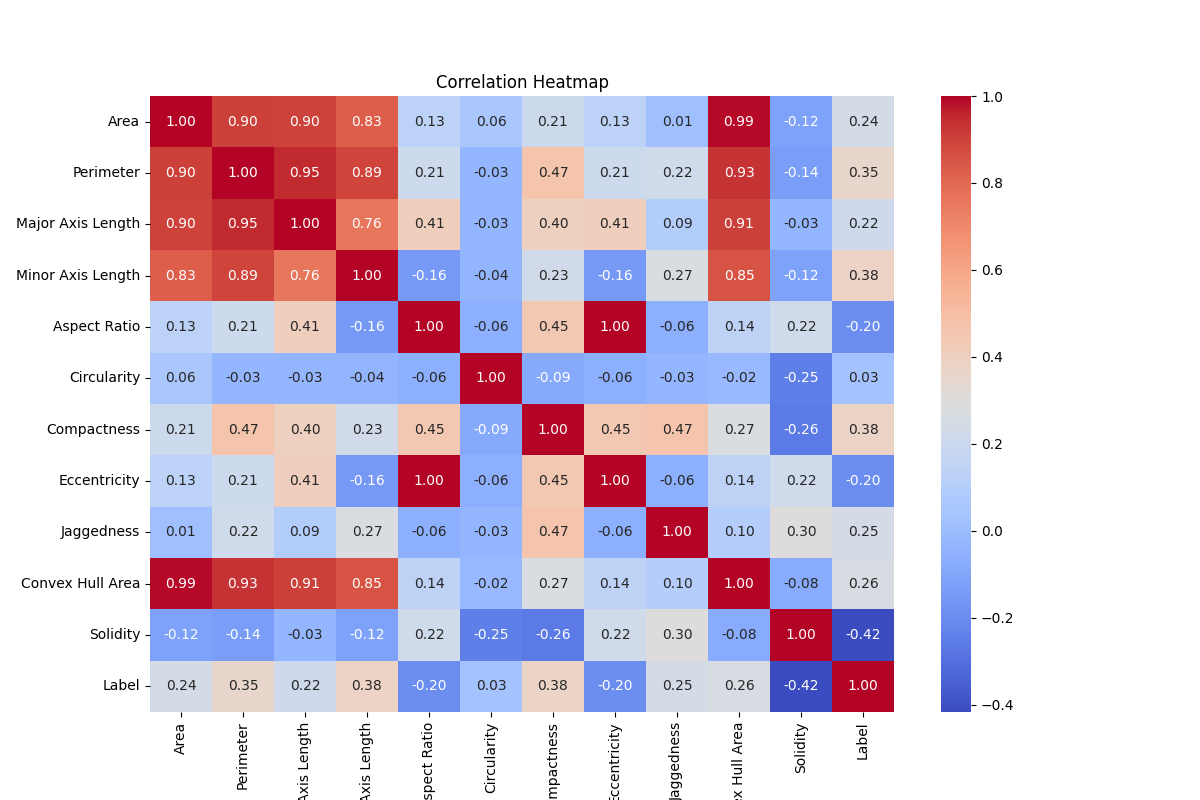 Correlation Heatmap
Area 1.00 0.90 0.90 0.83 0.13 0.06 0.21 0.13 0.01 0.99 -0.12 0.24
Perimeter 0.90 1.00 0.95 0.89 0.21 -0.03 0.47 0.21 0.22 0.93 -0.14 0.35
Major Axis Length 0.90 0.95 1.00 0.76 0.41 -0.03 0.40 0.41 0.09 0.91 -0.03 0.22
Minor Axis Length 0.83 0.89 0.76 1.00 -0.16 -0.04 0.23 -0.16 0.27 0.85 -0.12 0.38
Aspect Ratio 0.13 0.21 0.41 -0.16 1.00 -0.06 0.45 1.00 -0.06 0.14 0.22 -0.20
Circularity 0.06 -0.03 -0.03 -0.04 -0.06 1.00 -0.09 -0.06 -0.03 -0.02 -0.25 0.03
Compactness 0.21 0.47 0.40 0.23 0.45 -0.09 1.00 0.45 0.47 0.27 -0.26 0.38
Eccentricity 0.13 0.21 0.41 -0.16 1.00 -0.06 0.45 1.00 -0.06 0.14 0.22 -0.20
Jaggedness 0.01 0.22 0.09 0.27 -0.06 -0.03 0.47 -0.06 1.00 0.10 0.30 0.25
Convex Hull Area 0.99 0.93 0.91 0.85 0.14 -0.02 0.27 0.14 0.10 1.00 -0.08 0.26
Solidity -0.12 -0.14 -0.03 -0.12 0.22 -0.25 -0.26 0.22 0.30 -0.08 1.00 -0.42
Label 0.24 0.35 0.22 0.38 -0.20 0.03 0.38 -0.20 0.25 0.26 -0.42 1.00
Area
Perimeter
Axis Length
Axis Length
spect Ratio
Circularity
mpactness
Eccentricity
Jaggedness
ex Hull Area
Solidity
Label
1.0
0.8
0.6
0.4
0.2
0.0
−0.2
−0.4